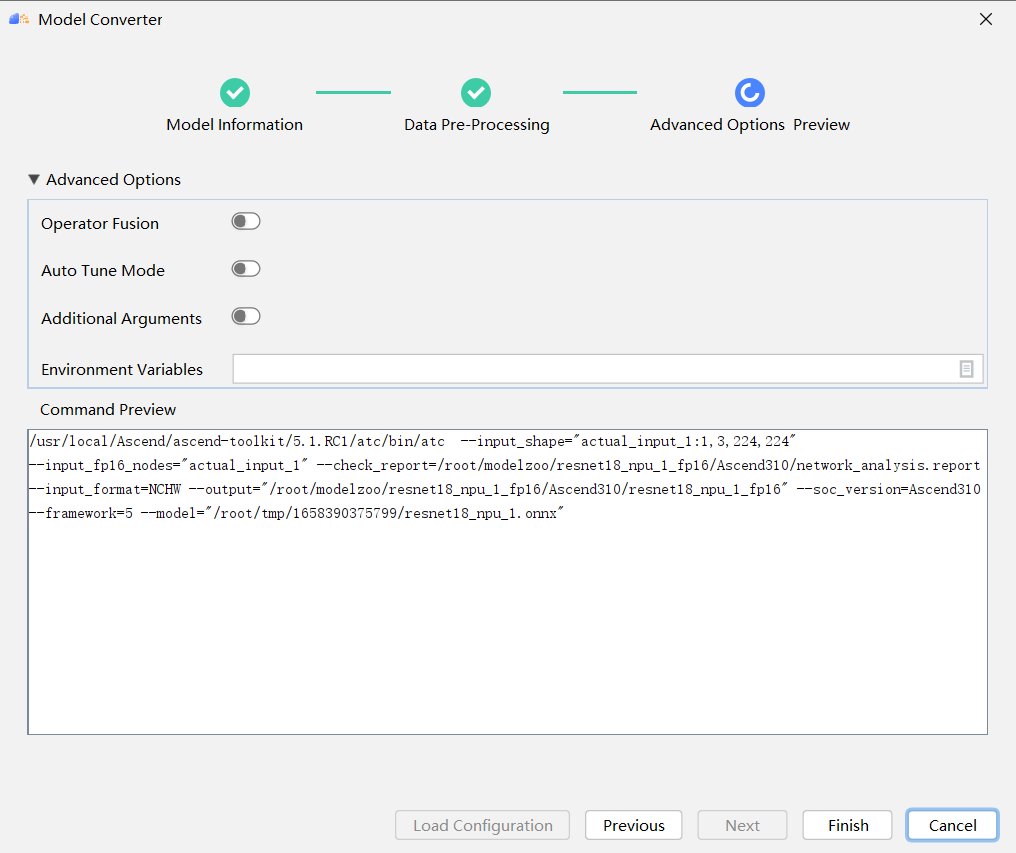 Model Converter
Model Information
Data Pre-Processing
Advanced Options Preview
Advanced Options
Operator Fusion
Auto Tune Mode
Additional Arguments
Environment Variables
Command Preview
/usr/local/Ascend/ascend-toolkit/5.1.RC1/atc/bin/atc  --input_shape="actual_input_1:1,3,224,224"
--input_fp16_nodes="actual_input_1" --check_report=/root/modelzoo/resnet18_npu_1_fp16/Ascend310/network_analysis.report
--input_format=NCHW --output="/root/modelzoo/resnet18_npu_1_fp16/Ascend310/resnet18_npu_1_fp16" --soc_version=Ascend310
--framework=5 --model="/root/tmp/1658390375799/resnet18_npu_1.onnx"
Load Configuration
Previous
Next
Finish
Cancel